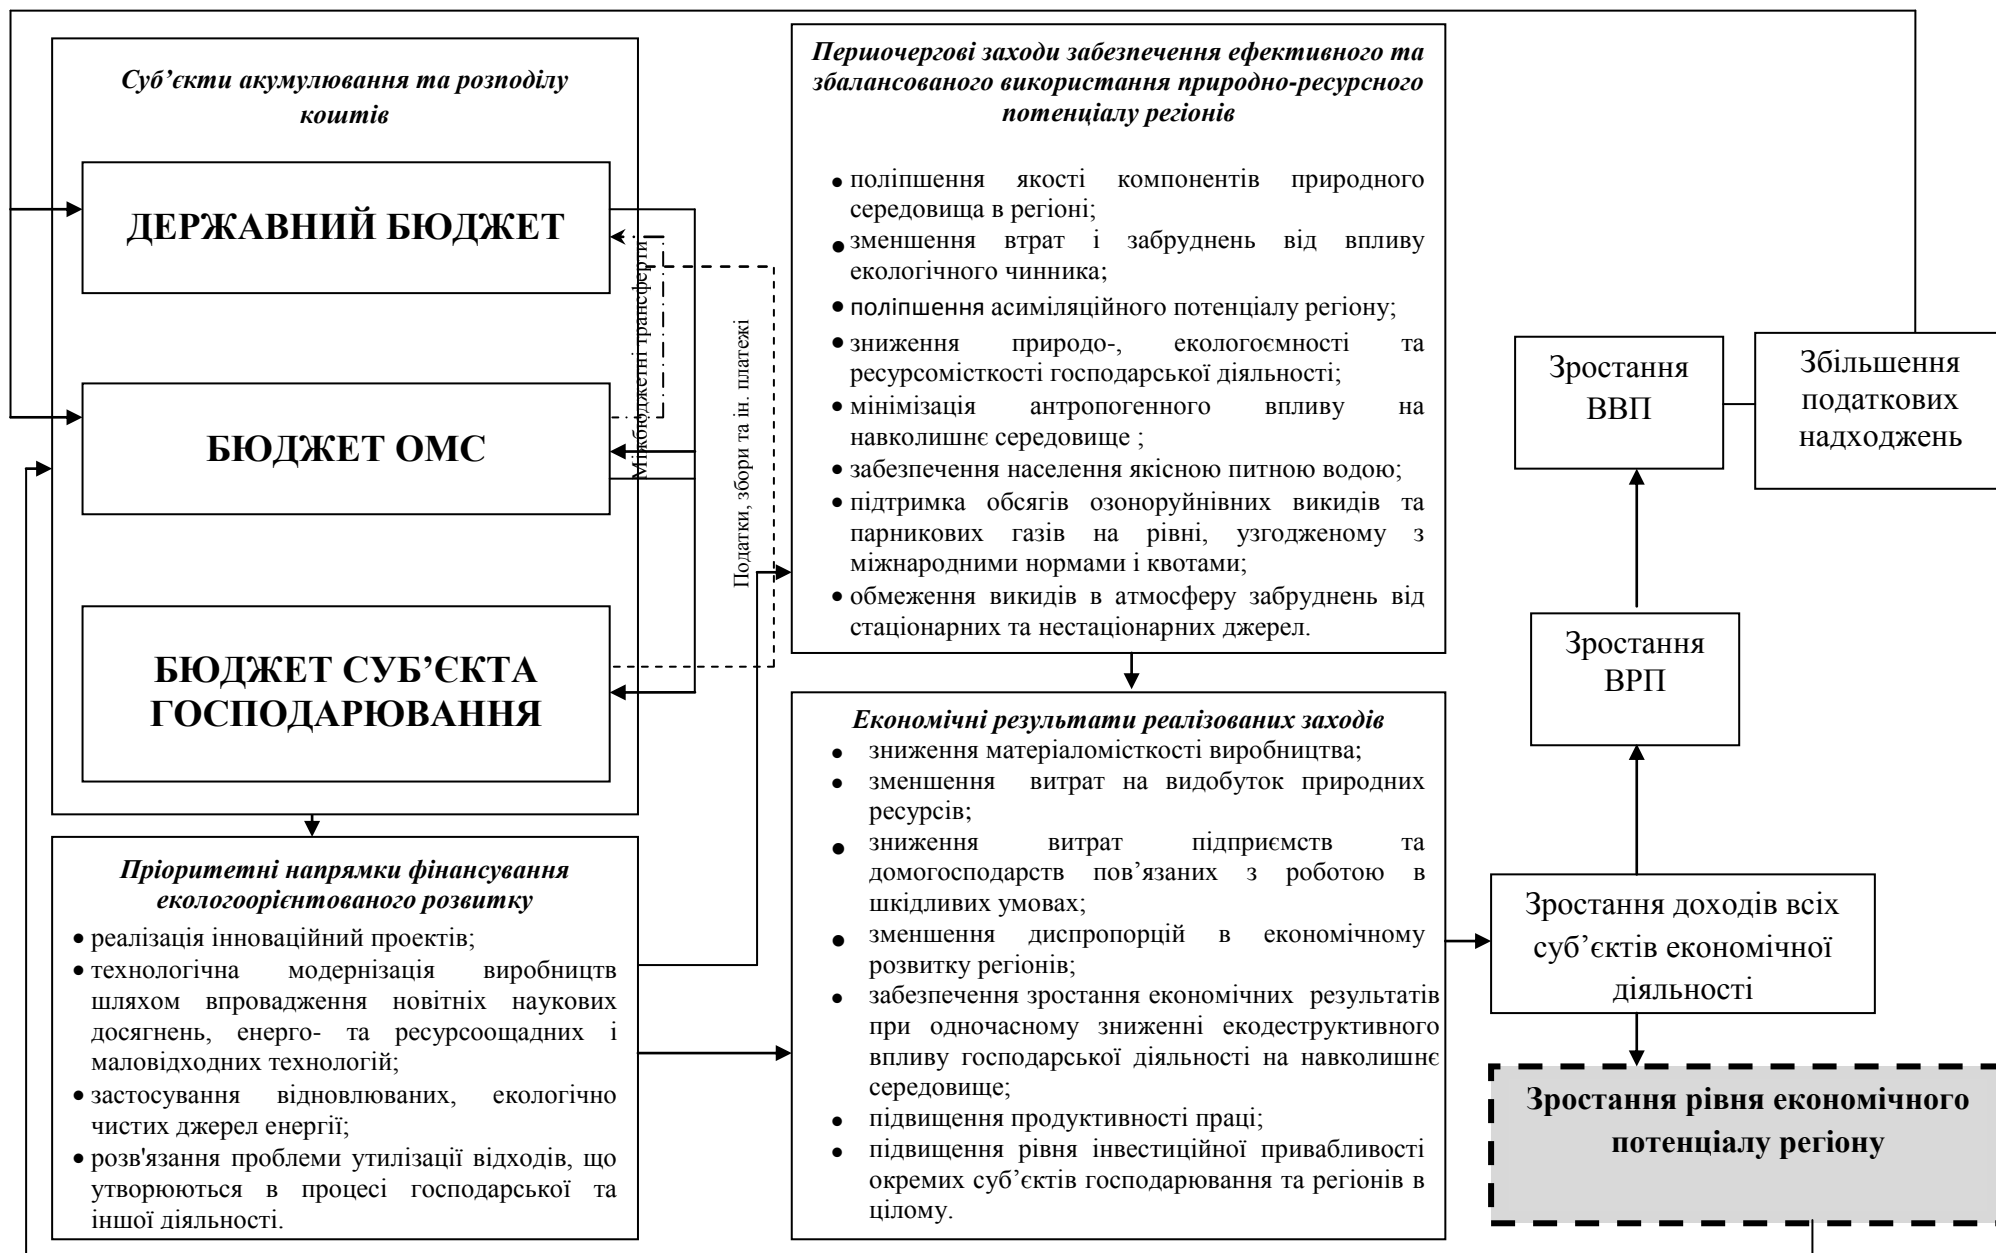 Суб’єкти акумулювання та розподілу
коштів
ДЕРЖАВНИЙ БЮДЖЕТ
БЮДЖЕТ ОМС
БЮДЖЕТ СУБ’ЄКТА
ГОСПОДАРЮВАННЯ
Міжбюджетні трансферти
Податки, збори та ін. платежі
Пріоритетні напрямки фінансування
екологоорієнтованого розвитку
• реалізація інноваційний проектів;
• технологічна модернізація виробництв
шляхом впровадження новітніх наукових
досягнень, енерго- та ресурсоощадних і
маловідходних технологій;
• застосування відновлюваних, екологічно
чистих джерел енергії;
• розв'язання проблеми утилізації відходів, що
утворюються в процесі господарської та
іншої діяльності.
Першочергові заходи забезпечення ефективного та
збалансованого використання природно-ресурсного
потенціалу регіонів
• поліпшення якості компонентів природного
середовища в регіоні;
• зменшення втрат і забруднень від впливу
екологічного чинника;
• поліпшення асиміляційного потенціалу регіону;
• зниження природо-, екологоємності та
ресурсомісткості господарської діяльності;
• мінімізація антропогенного впливу на
навколишнє середовище ;
• забезпечення населення якісною питною водою;
• підтримка обсягів озоноруйнівних викидів та
парникових газів на рівні, узгодженому з
міжнародними нормами і квотами;
• обмеження викидів в атмосферу забруднень від
стаціонарних та нестаціонарних джерел.
Економічні результати реалізованих заходів
• зниження матеріаломісткості виробництва;
• зменшення витрат на видобуток природних
ресурсів;
• зниження витрат підприємств та
домогосподарств пов’язаних з роботою в
шкідливих умовах;
• зменшення диспропорцій в економічному
розвитку регіонів;
• забезпечення зростання економічних результатів
при одночасному зниженні екодеструктивного
впливу господарської діяльності на навколишнє
середовище;
• підвищення продуктивності праці;
• підвищення рівня інвестиційної привабливості
окремих суб’єктів господарювання та регіонів в
цілому.
Зростання
ВВП
Збільшення
податкових
надходжень
Зростання
ВРП
Зростання доходів всіх
суб’єктів економічної
діяльності
Зростання рівня економічного
потенціалу регіону